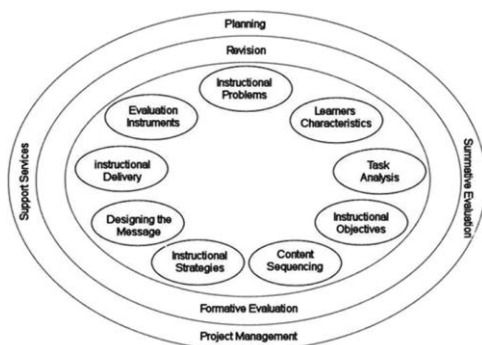 Planning
Revision
Instructional
Problems
Evaluation
Instruments
Learners
Characteristics
instructional
Delivery
Task
Analysis
Support Services
Summative Evaluation
Designing the
Message
Instructional
Objectives
Instructional
Strategies
Content
Sequencing
Formative Evaluation
Project Management